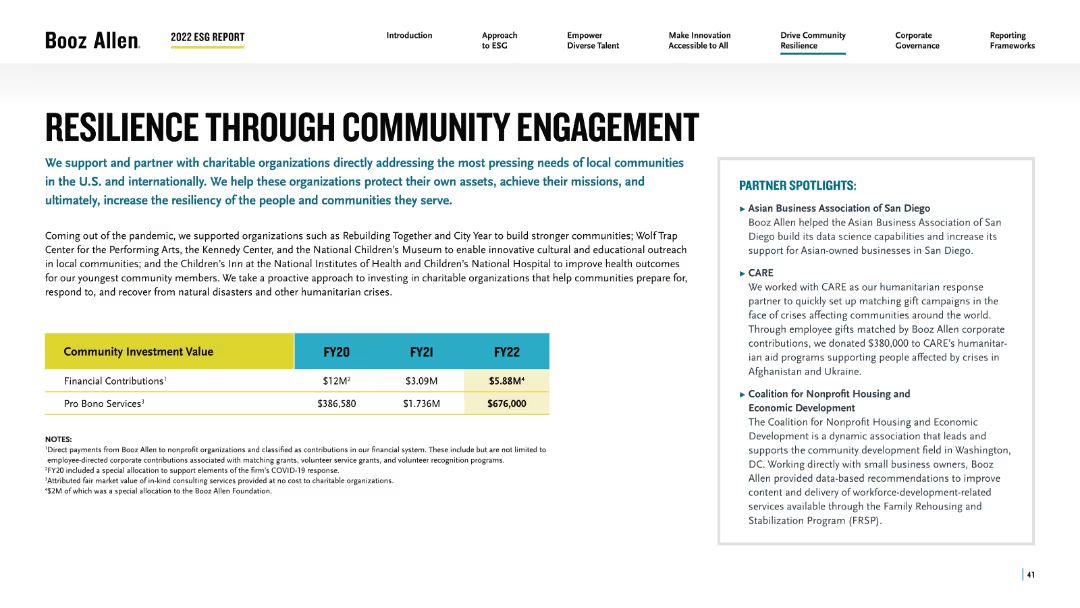 Booz Allen.
2022 ESG REPORT
Introduction
Approach
to ESG
Empower
Diverse Talent
Make Innovation
Accessible to All
Drive Community
Resilience
Corporate
Governance
Reporting
Frameworks
RESILIENCE THROUGH COMMUNITY ENGAGEMENT
We support and partner with charitable organizations directly addressing the most pressing needs of local communities
in the U.S. and internationally. We help these organizations protect their own assets, achieve their missions, and
ultimately, increase the resiliency of the people and communities they serve.
Coming out of the pandemic, we supported organizations such as Rebuilding Together and City Year to build stronger communities; Wolf Trap
Center for the Performing Arts, the Kennedy Center, and the National Children's Museum to enable innovative cultural and educational outreach
in local communities; and the Children's Inn at the National Institutes of Health and Children's National Hospital to improve health outcomes
for our youngest community members. We take a proactive approach to investing in charitable organizations that help communities prepare for,
respond to, and recover from natural disasters and other humanitarian crises.
Community Investment Value FY20 FY21 FY22
Financial Contributions¹ $12M² $3.09M $5.88M⁴
Pro Bono Services³ $386,580 $1.736M $676,000
NOTES:
¹Direct payments from Booz Allen to nonprofit organizations and classified as contributions in our financial system. These include but are not limited to
employee-directed corporate contributions associated with matching grants, volunteer service grants, and volunteer recognition programs.
²FY20 included a special allocation to support elements of the firm's COVID-19 response.
³Attributed fair market value of in-kind consulting services provided at no cost to charitable organizations.
⁴$2M of which was a special allocation to the Booz Allen Foundation.
PARTNER SPOTLIGHTS:
▸ Asian Business Association of San Diego
Booz Allen helped the Asian Business Association of San
Diego build its data science capabilities and increase its
support for Asian-owned businesses in San Diego.
▸ CARE
We worked with CARE as our humanitarian response
partner to quickly set up matching gift campaigns in the
face of crises affecting communities around the world.
Through employee gifts matched by Booz Allen corporate
contributions, we donated $380,000 to CARE's humanitar-
ian aid programs supporting people affected by crises in
Afghanistan and Ukraine.
▸ Coalition for Nonprofit Housing and
Economic Development
The Coalition for Nonprofit Housing and Economic
Development is a dynamic association that leads and
supports the community development field in Washington,
DC. Working directly with small business owners, Booz
Allen provided data-based recommendations to improve
content and delivery of workforce-development-related
services available through the Family Rehousing and
Stabilization Program (FRSP).
41